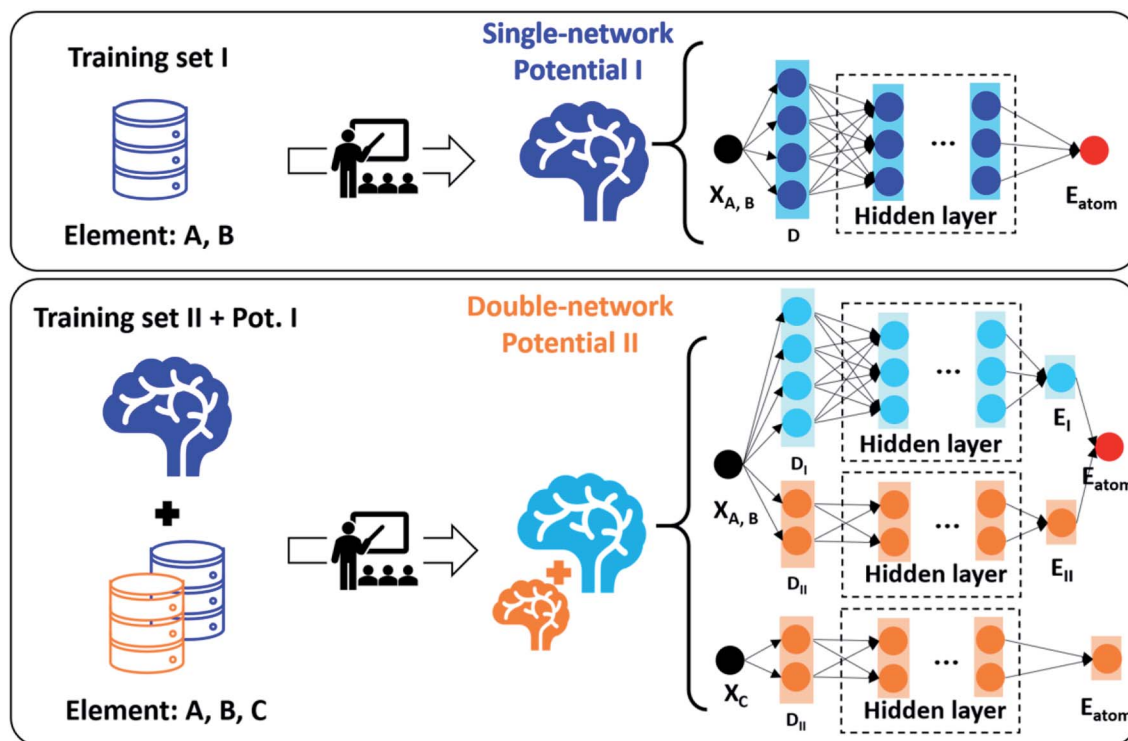 Training set I
Element: A, B
Single-network
Potential I
X_A, B
D
Hidden layer
...
E_atom
Training set II + Pot. I
Element: A, B, C
Double-network
Potential II
X_A, B
D_I
...
Hidden layer
E_I
E_atom
D_II
...
Hidden layer
E_II
X_C
D_II
...
Hidden layer
E_atom